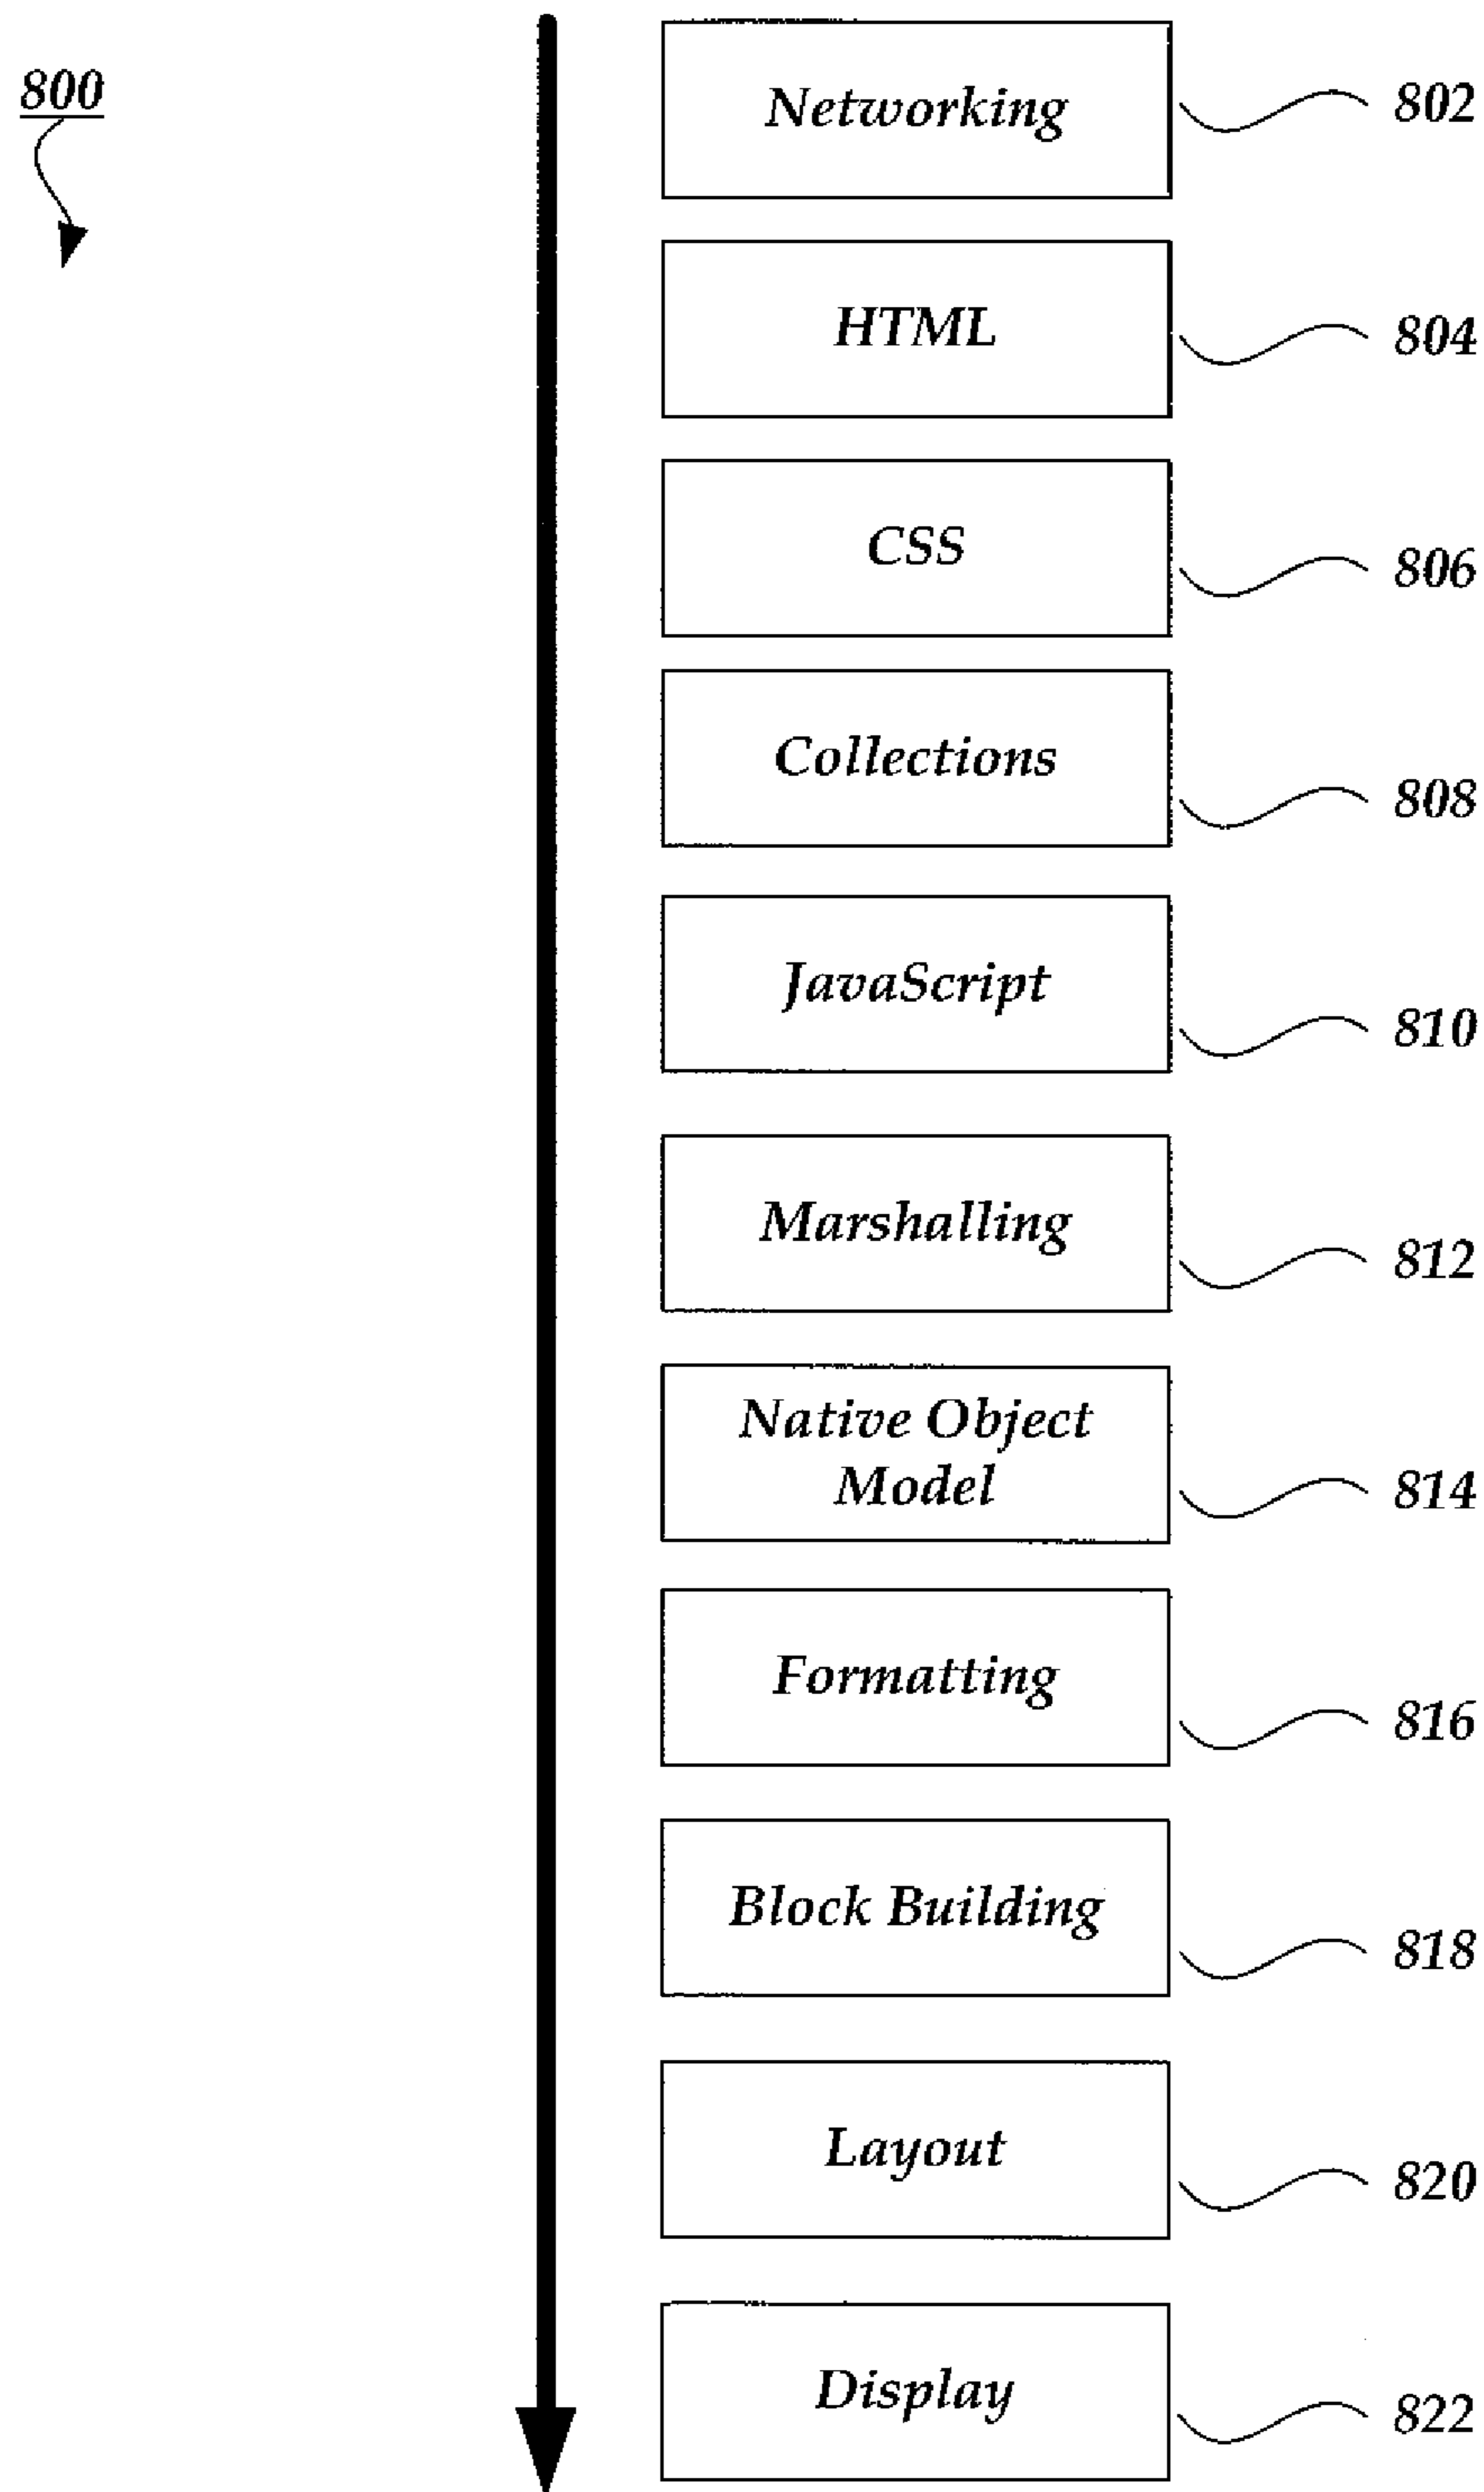 800
Networking
802
HTML
804
CSS
806
Collections
808
JavaScript
810
Marshalling
812
Native Object
Model
814
Formatting
816
Block Building
818
Layout
820
Display
822